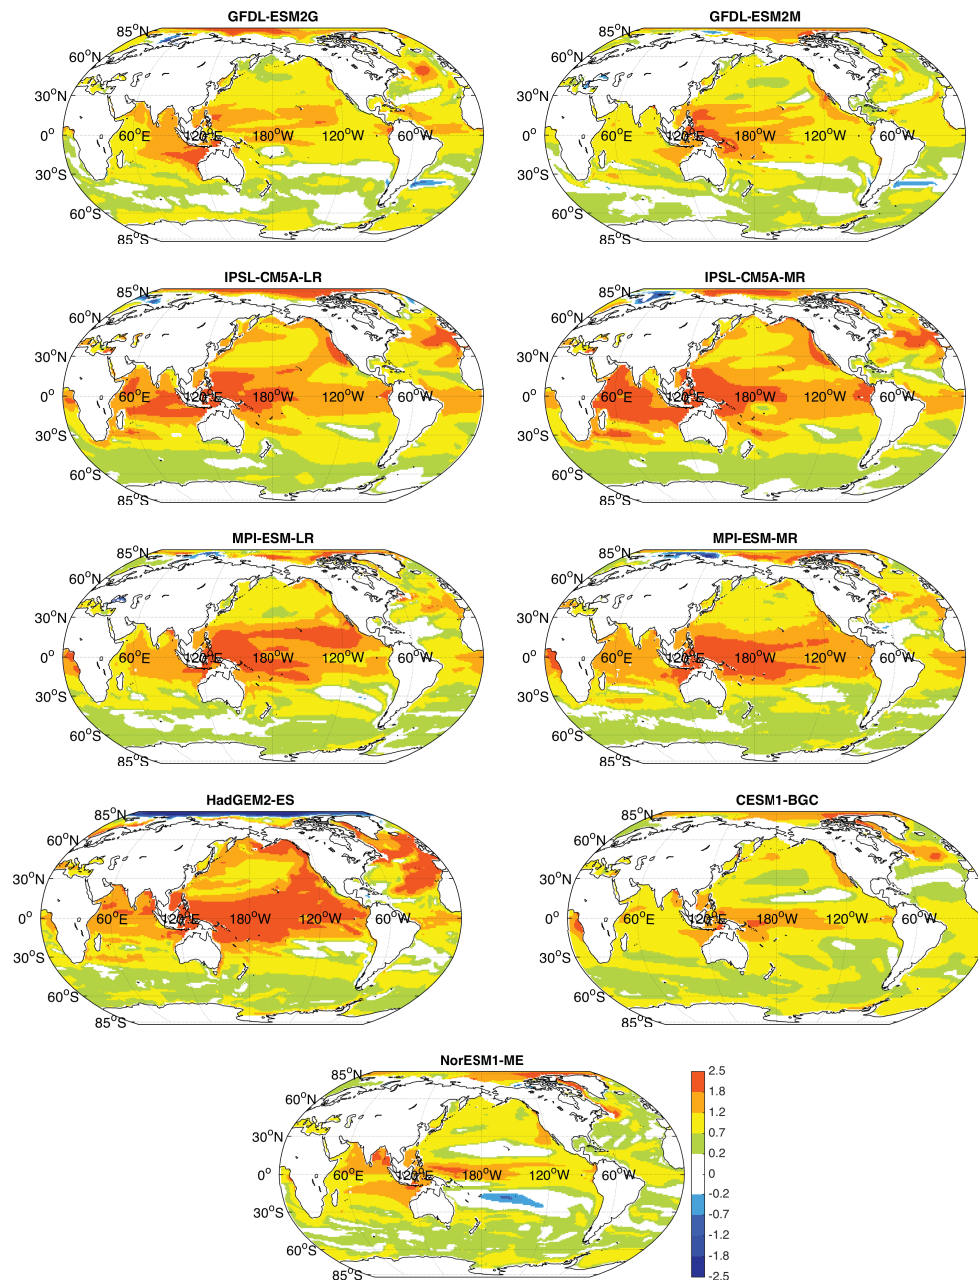 GFDL-ESM2G GFDL-ESM2M
85°N 85°N
60°N 60°N
30°N 30°N
0° 60°E 120°E 180°W 60°W 0° 60°E 120°E 180°W 60°W
30°S 30°S
60°S 60°S
85°S 85°S
IPSL-CM5A-LR IPSL-CM5A-MR
85°N 85°N
60°N 60°N
30°N 30°N
0° 60°E 120°E 180°W 120°W 60°W 0° 60°E 120°E 180°W 120°W 60°W
30°S 30°S
60°S 60°S
85°S 85°S
MPI-ESM-LR MPI-ESM-MR
85°N 85°N
60°N 60°N
30°N 30°N
0° 60°E 120°E 180°W 120°W 60°W 0° 60°E 120°E 180°W 120°W 60°W
30°S 30°S
60°S 60°S
85°S 85°S
HadGEM2-ES CESM1-BGC
85°N 85°N
60°N 60°N
30°N 30°N
0° 60°E 120°E 180°W 120°W 60°W 0° 60°E 120°E 180°W 120°W 60°W
30°S 30°S
60°S 60°S
85°S 85°S
NorESM1-ME
85°N 2.5
60°N 1.8
30°N 1.2
0° 60°E 120°E 180°W 120°W 60°W 0.7
30°S 0.2
60°S 0
85°S -0.2
-0.7
-1.2
-1.8
-2.5